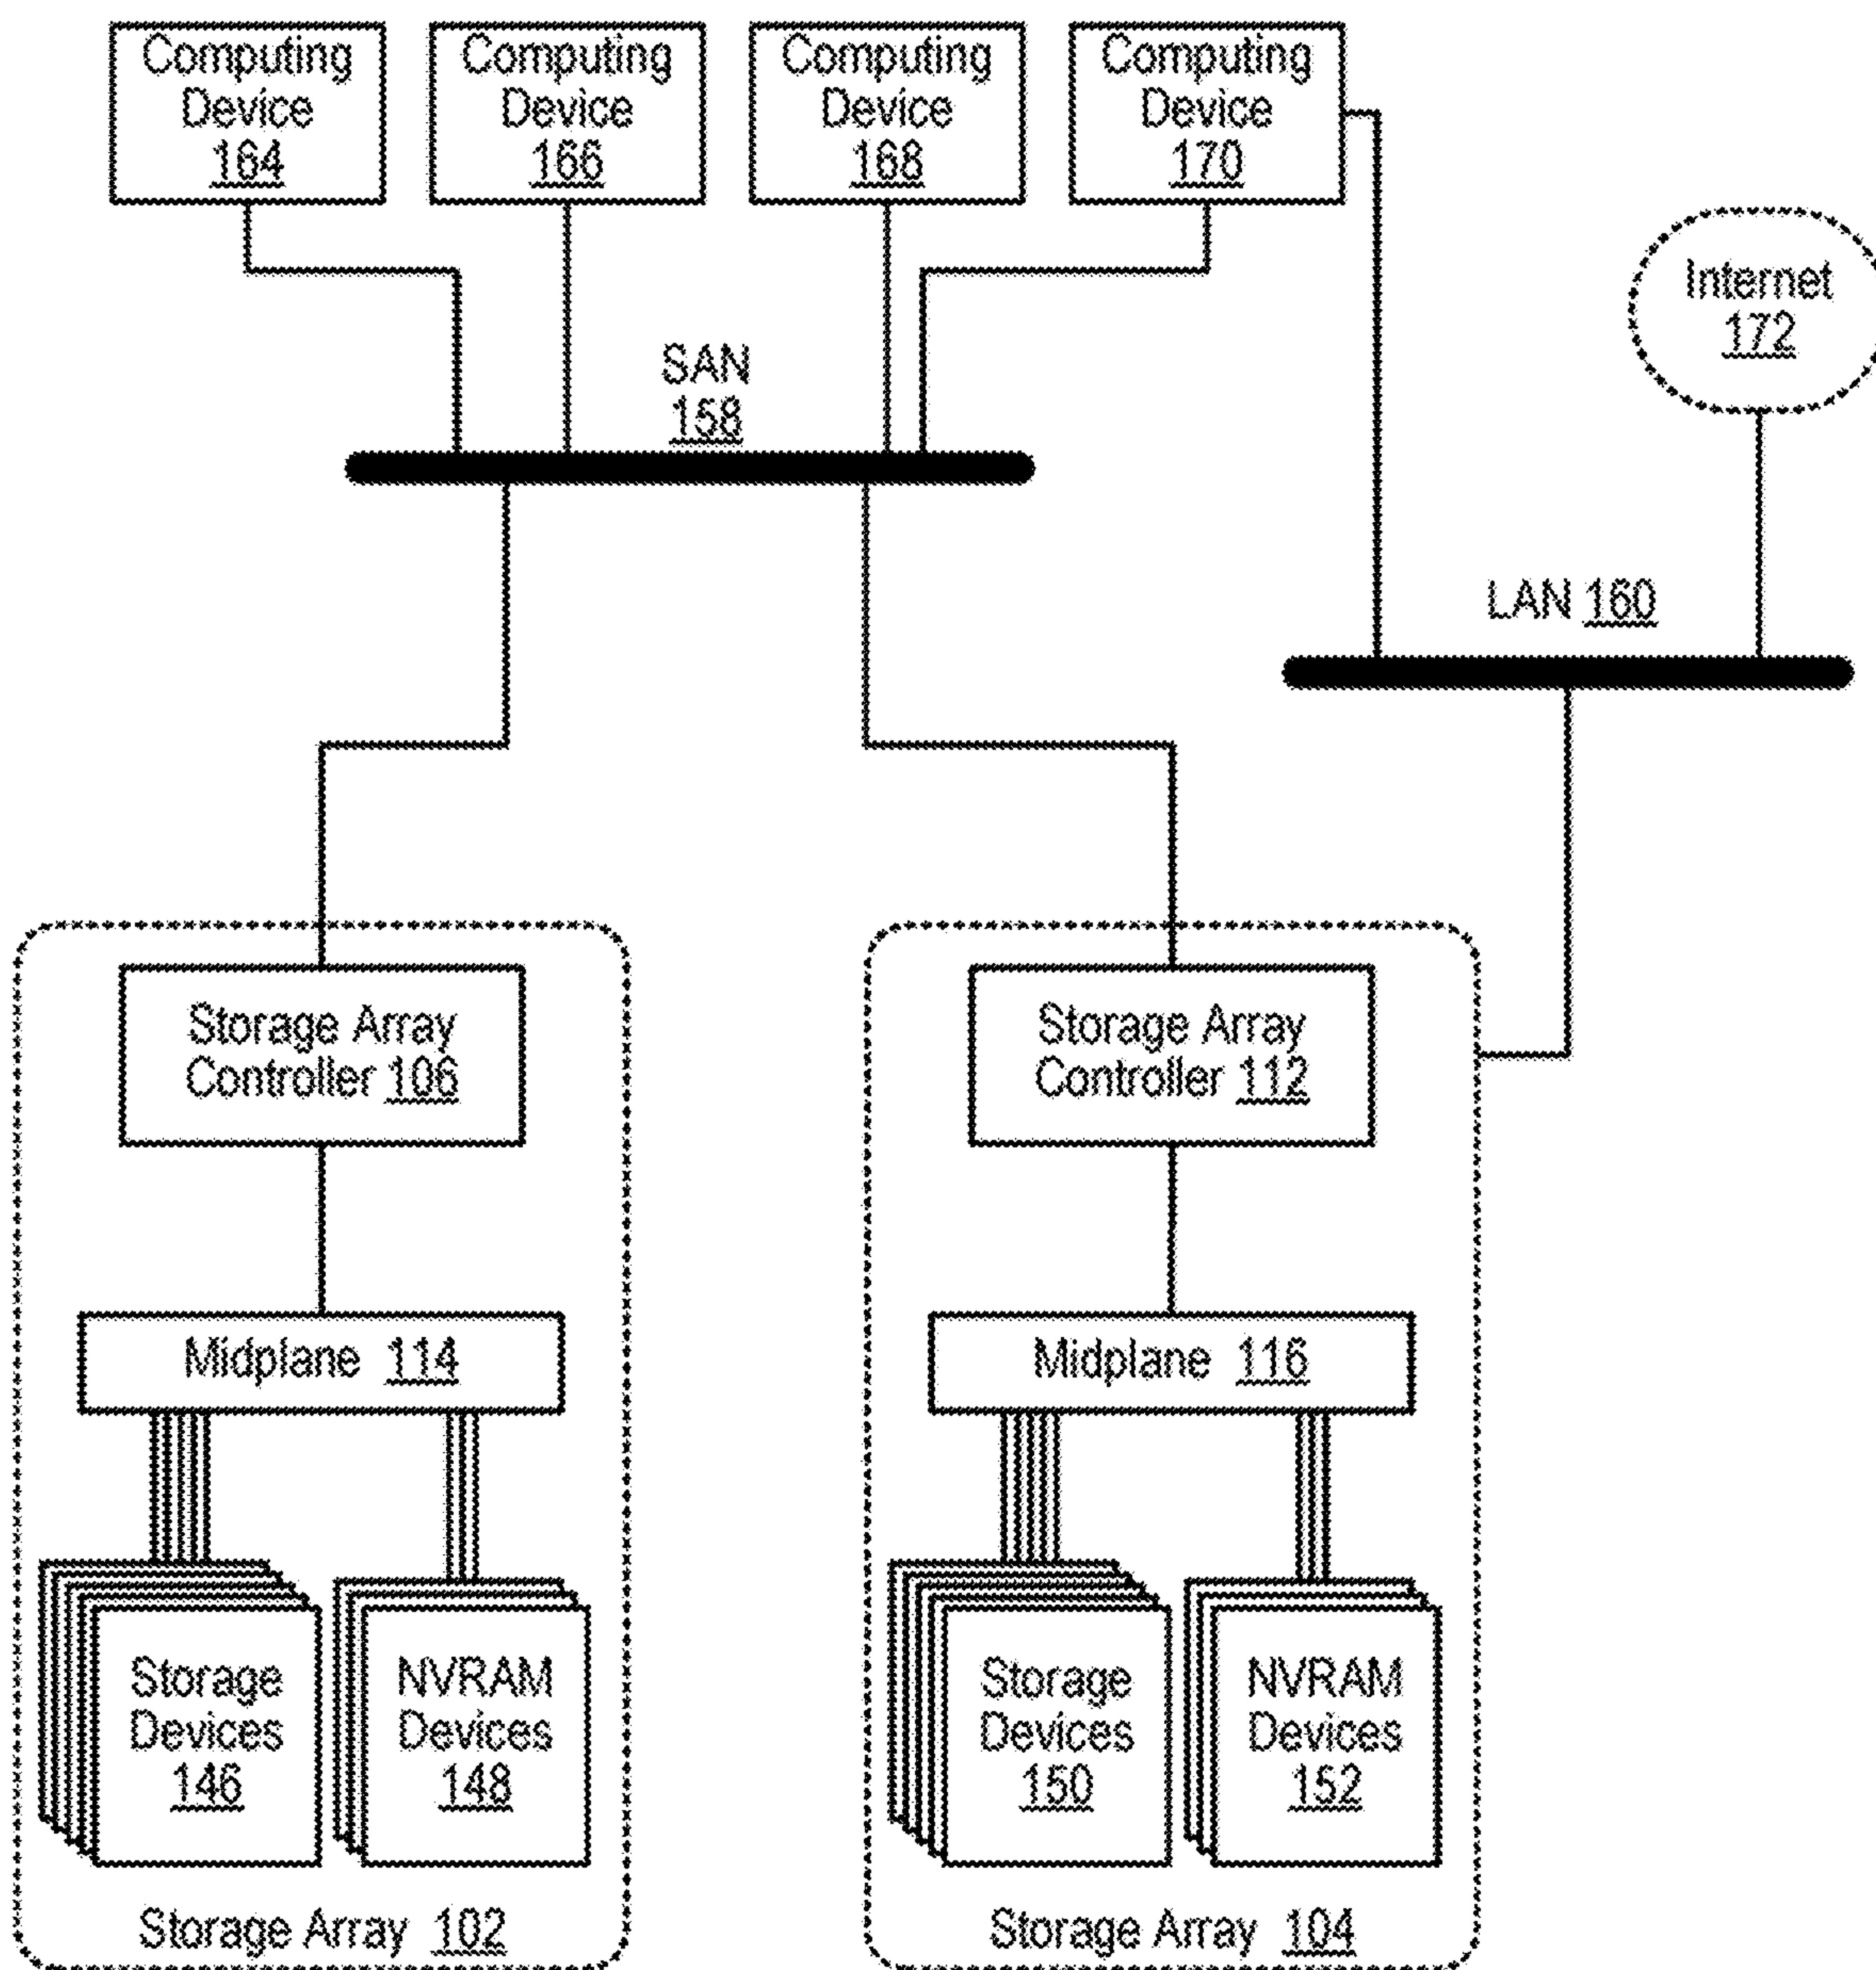 Computing
Device
164
Computing
Device
166
Computing
Device
168
Computing
Device
170
Internet
172
SAN
158
LAN 160
Storage Array
Controller 106
Storage Array
Controller 112
Midplane 114
Midplane 116
Storage
Devices
146
NVRAM
Devices
148
Storage
Devices
150
NVRAM
Devices
152
Storage Array 102
Storage Array 104